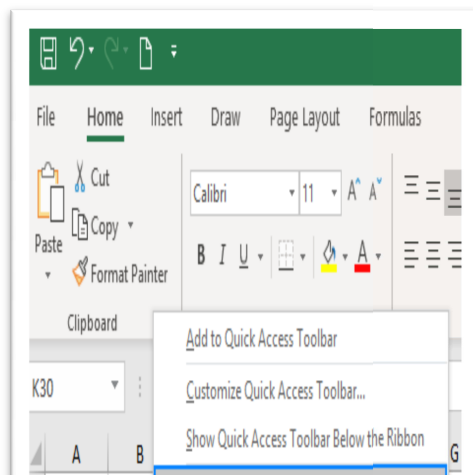 File Home Insert Draw Page Layout Formulas
Cut
Calibri 11 A A
Copy
Paste
B I U A
Format Painter
Clipboard
Add to Quick Access Toolbar
K30
Customize Quick Access Toolbar...
Show Quick Access Toolbar Below the Ribbon
A B G